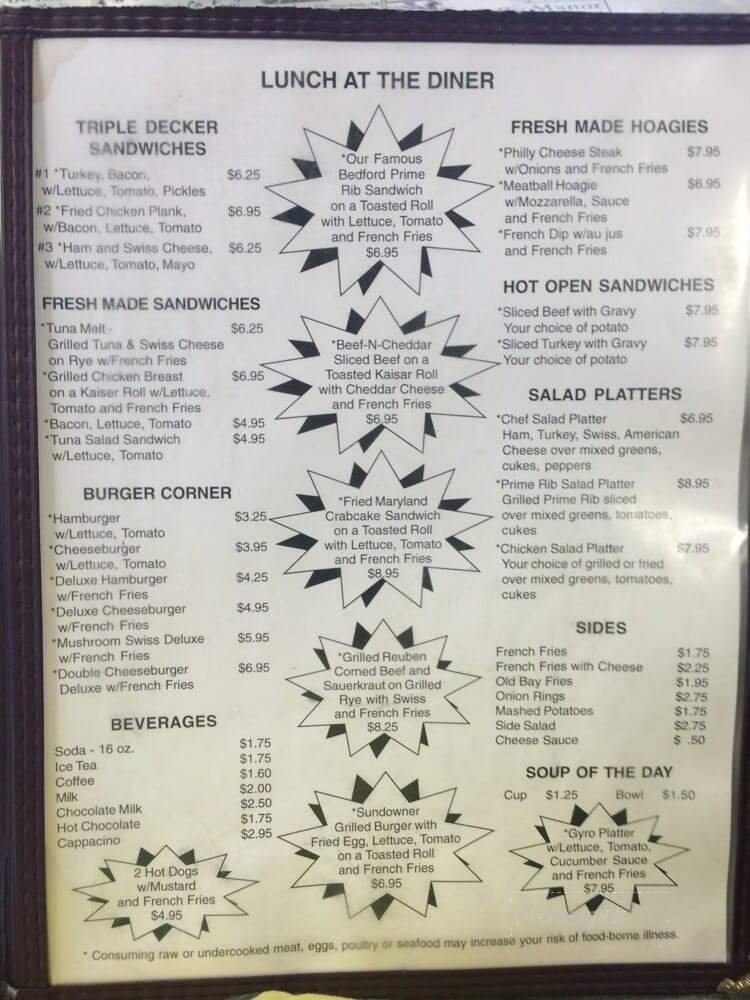 LUNCH AT THE DINER
TRIPLE DECKER
SANDWICHES
#1 *Turkey, Bacon, $6.25
w/Lettuce, Tomato, Pickles
#2 *Fried Chicken Plank, $6.95
w/Bacon, Lettuce, Tomato
#3 *Ham and Swiss Cheese, $6.25
w/Lettuce, Tomato, Mayo
FRESH MADE SANDWICHES
*Tuna Melt - $6.25
Grilled Tuna & Swiss Cheese
on Rye w/French Fries
*Grilled Chicken Breast $6.95
on a Kaiser Roll w/Lettuce,
Tomato and French Fries
*Bacon, Lettuce, Tomato $4.95
*Tuna Salad Sandwich $4.95
w/Lettuce, Tomato
BURGER CORNER
*Hamburger $3.25
w/Lettuce, Tomato
*Cheeseburger $3.95
w/Lettuce, Tomato
*Deluxe Hamburger $4.25
w/French Fries
*Deluxe Cheeseburger $4.95
w/French Fries
*Mushroom Swiss Deluxe $5.95
w/French Fries
*Double Cheeseburger $6.95
Deluxe w/French Fries
BEVERAGES
Soda - 16 oz. $1.75
Ice Tea $1.75
Coffee $1.60
Milk $2.00
Chocolate Milk $2.50
Hot Chocolate $1.75
Cappacino $2.95
2 Hot Dogs
w/Mustard
and French Fries
$4.95
*Our Famous
Bedford Prime
Rib Sandwich
on a Toasted Roll
with Lettuce, Tomato
and French Fries
$6.95
*Beef-N-Cheddar
Sliced Beef on a
Toasted Kaisar Roll
with Cheddar Cheese
and French Fries
$6.95
*Fried Maryland
Crabcake Sandwich
on a Toasted Roll
with Lettuce, Tomato
and French Fries
$8.95
*Grilled Reuben
Corned Beef and
Sauerkraut on Grilled
Rye with Swiss
and French Fries
$8.25
*Sundowner
Grilled Burger with
Fried Egg, Lettuce, Tomato
on a Toasted Roll
and French Fries
$6.95
FRESH MADE HOAGIES
*Philly Cheese Steak $7.95
w/Onions and French Fries
*Meatball Hoagie $6.95
w/Mozzarella, Sauce
and French Fries
*French Dip w/au jus $7.95
and French Fries
HOT OPEN SANDWICHES
*Sliced Beef with Gravy $7.95
Your choice of potato
*Sliced Turkey with Gravy $7.95
Your choice of potato
SALAD PLATTERS
*Chef Salad Platter $6.95
Ham, Turkey, Swiss, American
Cheese over mixed greens,
cukes, peppers
*Prime Rib Salad Platter $8.95
Grilled Prime Rib sliced
over mixed greens, tomatoes,
cukes
*Chicken Salad Platter $7.95
Your choice of grilled or fried
over mixed greens, tomatoes,
cukes
SIDES
French Fries $1.75
French Fries with Cheese $2.25
Old Bay Fries $1.95
Onion Rings $2.75
Mashed Potatoes $1.75
Side Salad $2.75
Cheese Sauce $ .50
SOUP OF THE DAY
Cup $1.25 Bowl $1.50
*Gyro Platter
w/Lettuce, Tomato,
Cucumber Sauce
and French Fries
$7.95
* Consuming raw or undercooked meat, eggs, poultry or seafood may increase your risk of food-borne illness.